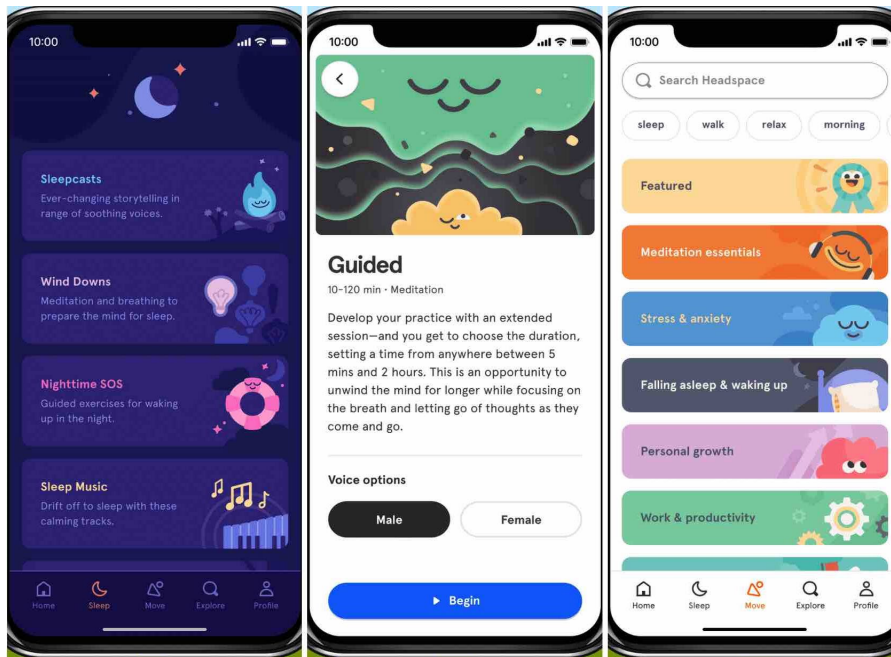 10:00
Sleepcasts
Ever-changing storytelling in
range of soothing voices.
Wind Downs
Meditation and breathing to
prepare the mind for sleep.
Nighttime SOS
Guided exercises for waking
up in the night.
Sleep Music
Drift off to sleep with these
calming tracks.
Home
Sleep
Move
Explore
Profile
10:00
Guided
10-120 min • Meditation
Develop your practice with an extended
session—and you get to choose the duration,
setting a time from anywhere between 5
mins and 2 hours. This is an opportunity to
unwind the mind for longer while focusing on
the breath and letting go of thoughts as they
come and go.
Voice options
Male
Female
Begin
10:00
Search Headspace
sleep
walk
relax
morning
Featured
Meditation essentials
Stress & anxiety
Falling asleep & waking up
Personal growth
Work & productivity
Home
Sleep
Move
Explore
Profile